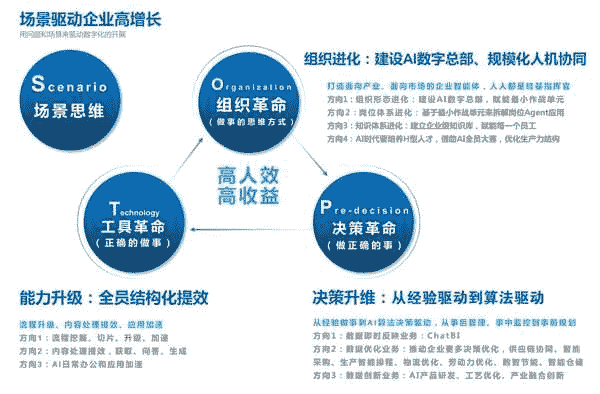 场景驱动企业高增长
用问题和场景来驱动数字化的开展
Scenario
场景思维
Organization
组织革命
（做事的思维方式）
组织进化：建设AI数字总部、规模化人机协同
打造面向产业、面向市场的企业智能体，人人都是硅基指挥官
方向1：组织形态进化：建设AI数字总部，赋能最小作战单元
方向2：岗位体系进化：基于最小作战单元来拆解岗位Agent应用
方向3：知识体系进化：建立企业级知识库，赋能每一个员工
方向4：AI时代要培养H型人才，借助AI全员大赛，优化生产力结构
高人效
高收益
Technology
工具革命
（正确的做事）
Pre-decision
决策革命
（做正确的事）
能力升级：全员结构化提效
流程升级、内容处理提效、应用加速
方向1：流程挖掘、切片、升级、加速
方向2：内容处理提效，获取、问答、生成
方向3：AI日常办公和应用加速
决策升维：从经验驱动到算法驱动
从经验做事到AI算法决策驱动，从事后整理、事中监控到事前规划
方向1：数据即时反映业务：ChatBI
方向2：数据优化业务：推动企业更多决策优化，供应链协同、智能
采购、生产智能排程、物流优化、劳动力优化、数智节能、智能仓储
方向3：数据创新业务：AI产品研发、工艺优化、产业融合创新